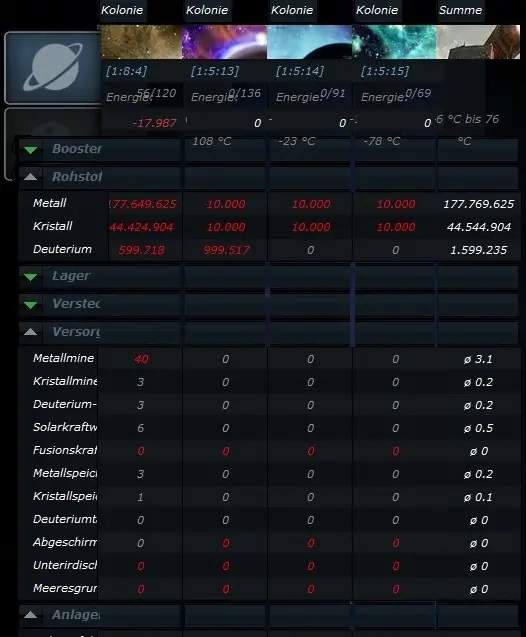 Kolonie Kolonie Kolonie Kolonie Summe
[1:8:4] [1:5:13] [1:5:14] [1:5:15]
Energie: 56/120 Energie: 0/136 Energie: 0/91 Energie: 0/69
-17.987 0 0 0 -6 °C bis 76 °C
Booster 108 °C -23 °C -78 °C
Rohstof
Metall 177.649.625 10.000 10.000 10.000 177.769.625
Kristall 44.424.904 10.000 10.000 10.000 44.544.904
Deuterium 599.718 999.517 0 0 1.599.235
Lager
Verstec
Versorg
Metallmine 40 0 0 0 ø 3.1
Kristallmine 3 0 0 0 ø 0.2
Deuterium- 3 0 0 0 ø 0.2
Solarkraftw 6 0 0 0 ø 0.5
Fusionskraf 0 0 0 0 ø 0
Metallspeic 3 0 0 0 ø 0.2
Kristallspei 1 0 0 0 ø 0.1
Deuteriumt 0 0 0 0 ø 0
Abgeschirm 0 0 0 0 ø 0
Unterirdisch 0 0 0 0 ø 0
Meeresgrun 0 0 0 0 ø 0
Anlage